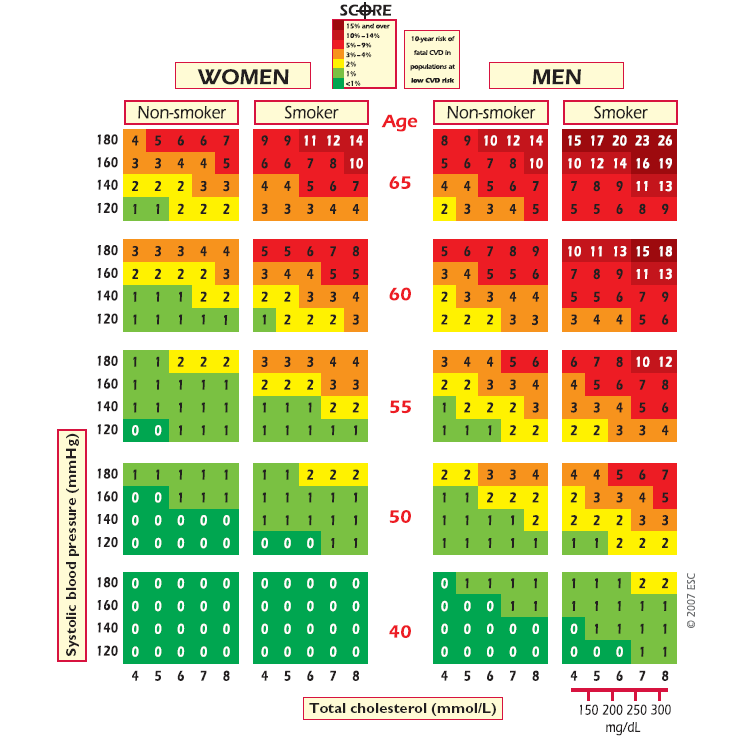 SCORE
15% and over
10%–14%
5%–9%
3%–4%
2%
1%
<1%
10-year risk of
fatal CVD in
populations at
low CVD risk
WOMEN MEN
Non-smoker Smoker Age Non-smoker Smoker
180 4 5 6 6 7 9 9 11 12 14 8 9 10 12 14 15 17 20 23 26
160 3 3 4 4 5 6 6 7 8 10 5 6 7 8 10 10 12 14 16 19
65
140 2 2 2 3 3 4 4 5 6 7 4 4 5 6 7 7 8 9 11 13
120 1 1 2 2 2 3 3 3 4 4 2 3 3 4 5 5 5 6 8 9
180 3 3 3 4 4 5 5 6 7 8 5 6 7 8 9 10 11 13 15 18
160 2 2 2 2 3 3 4 4 5 5 3 4 5 5 6 7 8 9 11 13
60
140 1 1 1 2 2 2 2 3 3 4 2 3 3 4 4 5 5 6 7 9
120 1 1 1 1 1 1 2 2 2 3 2 2 2 3 3 3 4 4 5 6
180 1 1 2 2 2 3 3 3 4 4 3 4 4 5 6 6 7 8 10 12
160 1 1 1 1 1 2 2 2 3 3 2 2 3 3 4 4 5 6 7 8
55
140 1 1 1 1 1 1 1 1 2 2 1 2 2 2 3 3 3 4 5 6
120 0 0 1 1 1 1 1 1 1 1 1 1 1 2 2 2 2 3 3 4
180 1 1 1 1 1 1 1 2 2 2 2 2 3 3 4 4 4 5 6 7
160 0 0 1 1 1 1 1 1 1 1 1 1 2 2 2 2 3 3 4 5
50
140 0 0 0 0 0 1 1 1 1 1 1 1 1 1 2 2 2 2 3 3
120 0 0 0 0 0 0 0 0 1 1 1 1 1 1 1 1 1 2 2 2
180 0 0 0 0 0 0 0 0 0 0 0 1 1 1 1 1 1 1 2 2
160 0 0 0 0 0 0 0 0 0 0 0 0 0 1 1 1 1 1 1 1
40
140 0 0 0 0 0 0 0 0 0 0 0 0 0 0 0 0 1 1 1 1
120 0 0 0 0 0 0 0 0 0 0 0 0 0 0 0 0 0 0 1 1
4 5 6 7 8 4 5 6 7 8 4 5 6 7 8 4 5 6 7 8
Systolic blood pressure (mmHg)
Total cholesterol (mmol/L)
150 200 250 300
mg/dL
© 2007 ESC